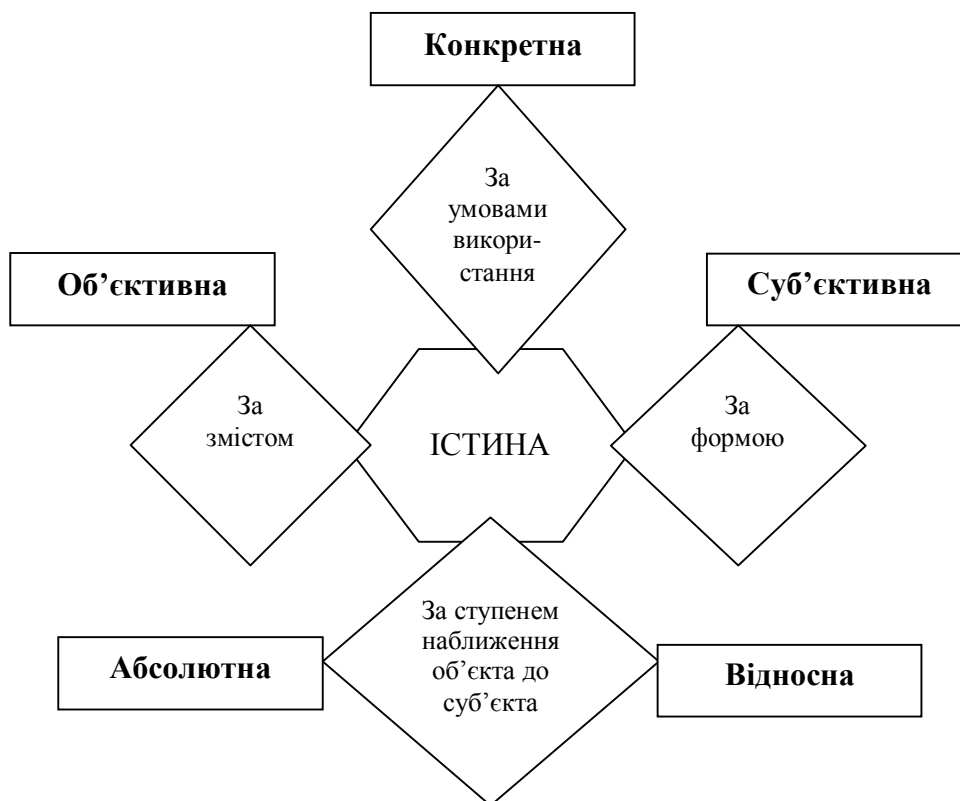 Конкретна
За
умовами
викори-
стання
Об’єктивна
Суб’єктивна
За
змістом
ІСТИНА
За
формою
За ступенем
наближення
об’єкта до
суб’єкта
Абсолютна
Відносна